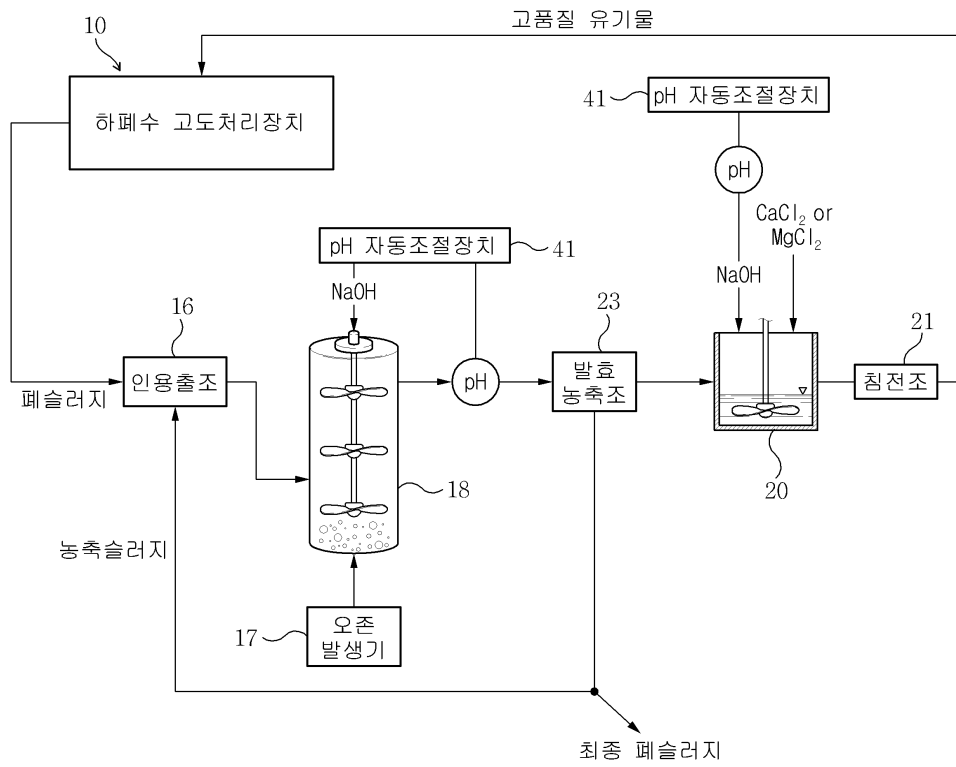 고품질 유기물
10
하폐수 고도처리장치
41
pH 자동조절장치
pH
CaCl₂ or
MgCl₂
NaOH
pH 자동조절장치
41
NaOH
16
인용출조
폐슬러지
pH
23
발효
농축조
21
침전조
20
18
농축슬러지
17
오존
발생기
최종 폐슬러지